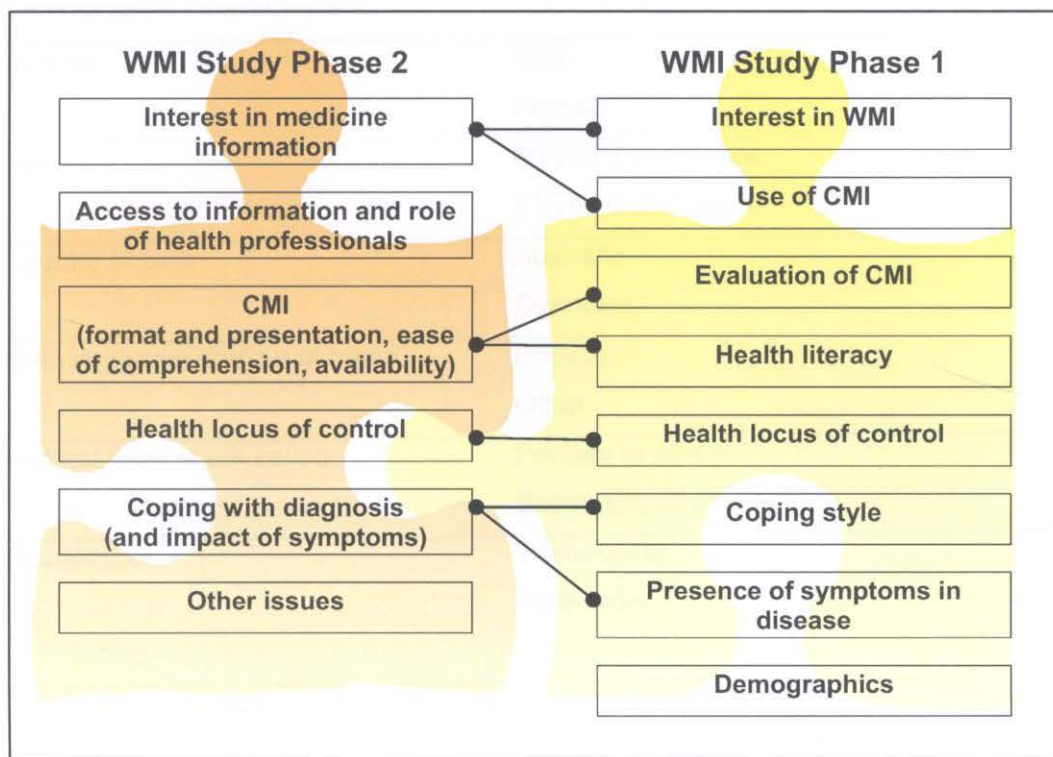 WMI Study Phase 2
Interest in medicine
information
Access to information and role
of health professionals
CMI
(format and presentation, ease
of comprehension, availability)
Health locus of control
Coping with diagnosis
(and impact of symptoms)
Other issues
WMI Study Phase 1
Interest in WMI
Use of CMI
Evaluation of CMI
Health literacy
Health locus of control
Coping style
Presence of symptoms in
disease
Demographics